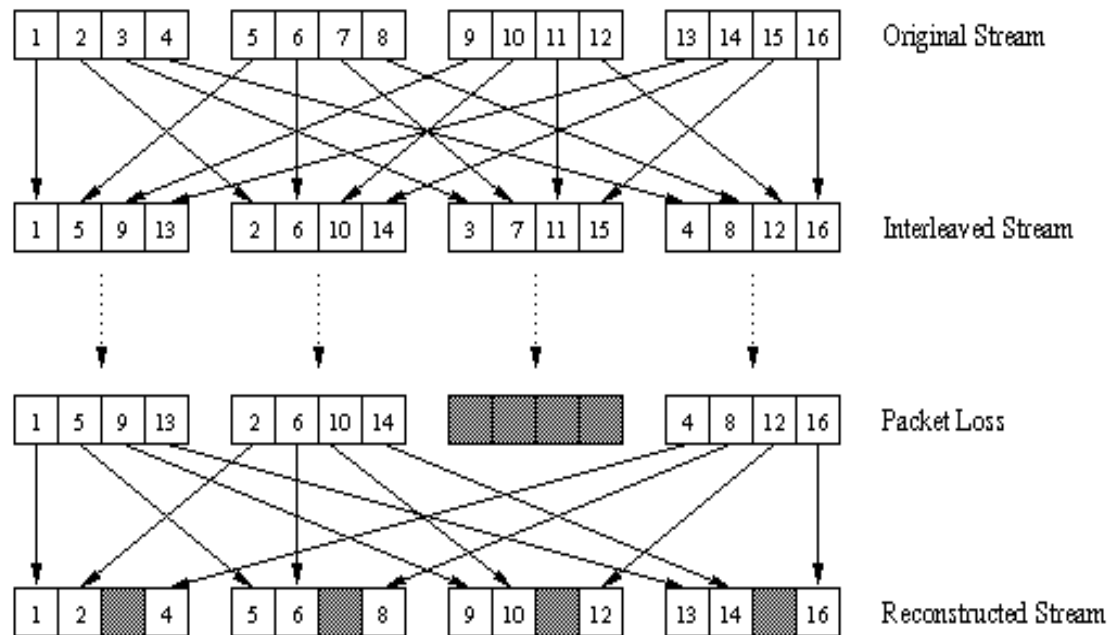 1 2 3 4 5 6 7 8 9 10 11 12 13 14 15 16 Original Stream
1 5 9 13 2 6 10 14 3 7 11 15 4 8 12 16 Interleaved Stream
1 5 9 13 2 6 10 14 4 8 12 16 Packet Loss
1 2 4 5 6 8 9 10 12 13 14 16 Reconstructed Stream